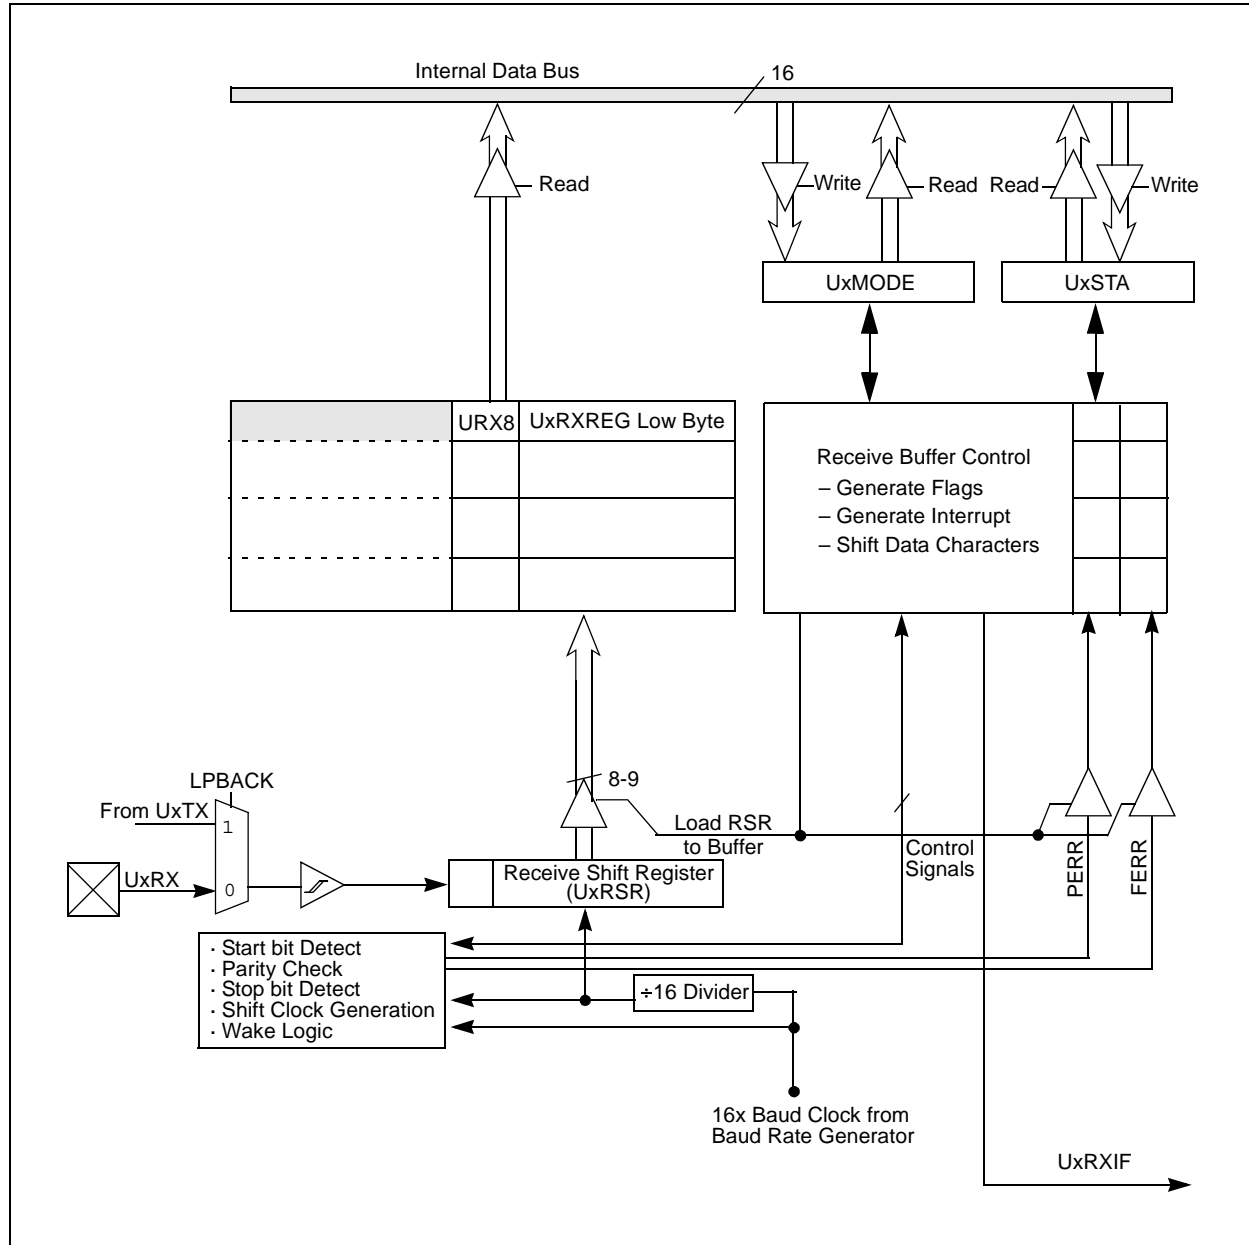 Internal Data Bus
16
Read
Write
Read
Read
Write
UxMODE
UxSTA
URX8
UxRXREG Low Byte
Receive Buffer Control
– Generate Flags
– Generate Interrupt
– Shift Data Characters
LPBACK
From UxTX
1
UxRX
0
8-9
Load RSR
to Buffer
Control
Signals
PERR
FERR
Receive Shift Register
(UxRSR)
· Start bit Detect
· Parity Check
· Stop bit Detect
· Shift Clock Generation
· Wake Logic
÷16 Divider
16x Baud Clock from
Baud Rate Generator
UxRXIF